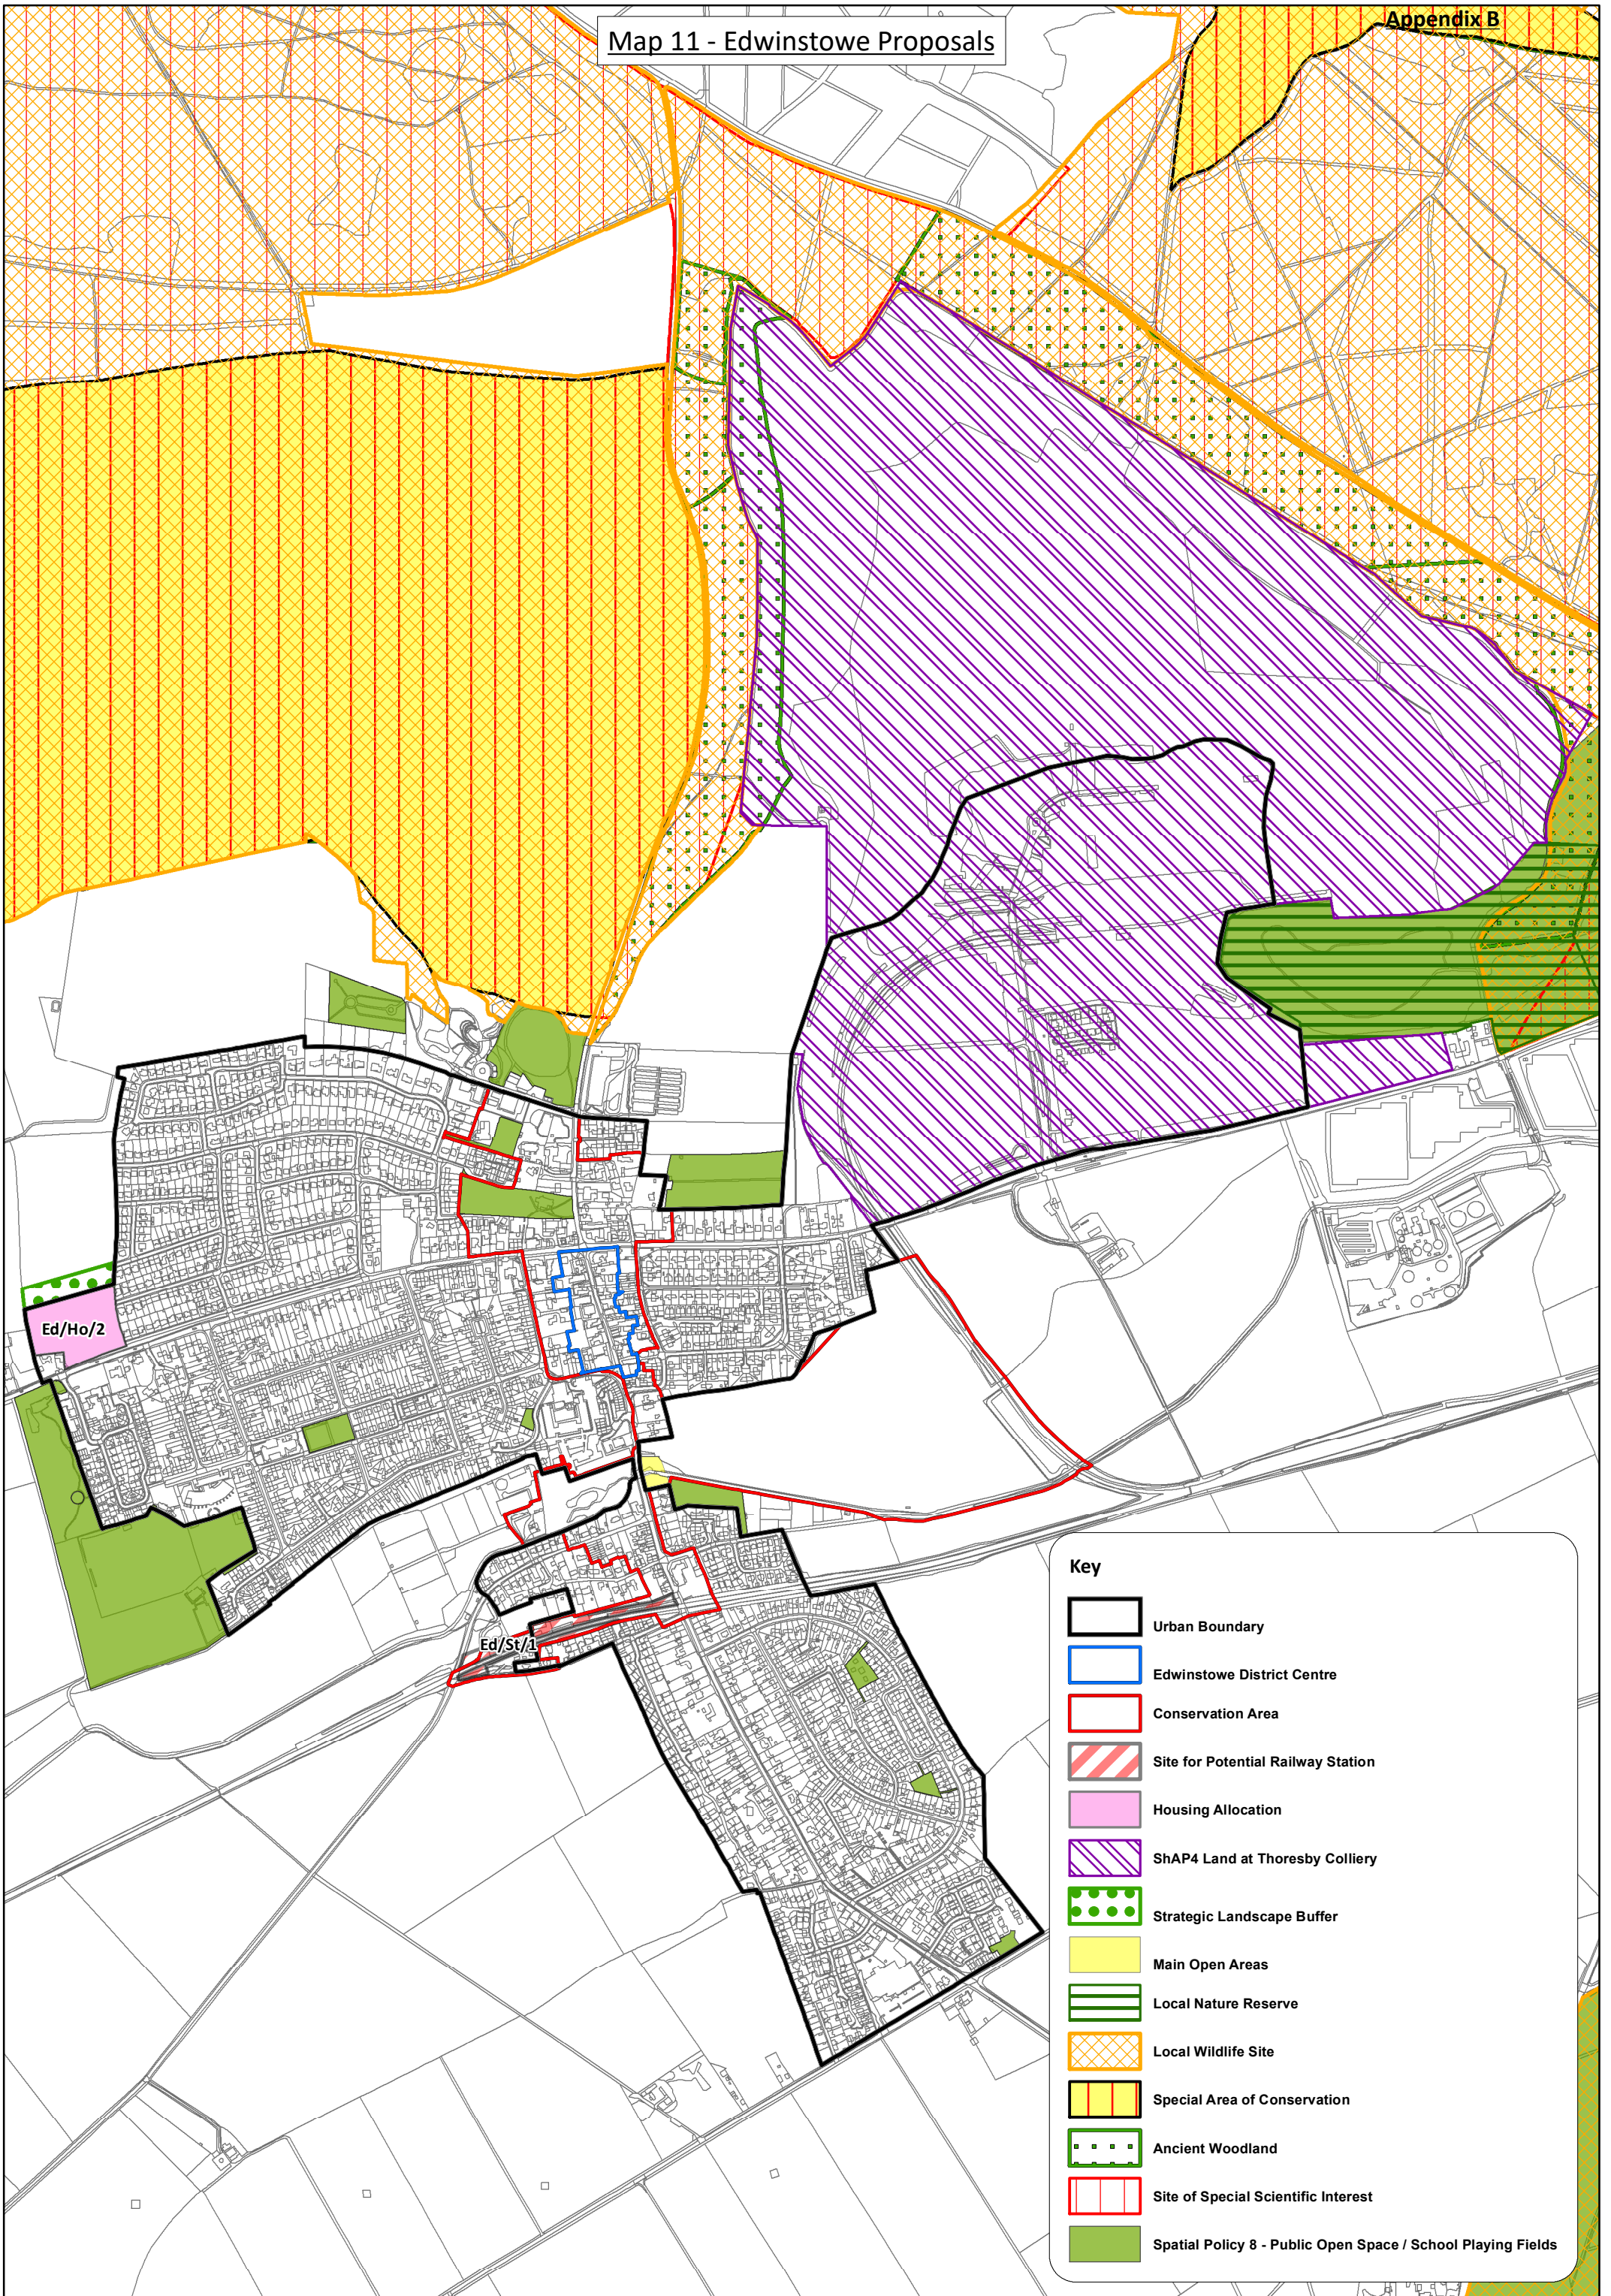 Appendix B
Map 11 - Edwinstowe Proposals
Ed/Ho/2
Ed/St/1
Key
Urban Boundary
Edwinstowe District Centre
Conservation Area
Site for Potential Railway Station
Housing Allocation
ShAP4 Land at Thoresby Colliery
Strategic Landscape Buffer
Main Open Areas
Local Nature Reserve
Local Wildlife Site
Special Area of Conservation
Ancient Woodland
Site of Special Scientific Interest
Spatial Policy 8 - Public Open Space / School Playing Fields